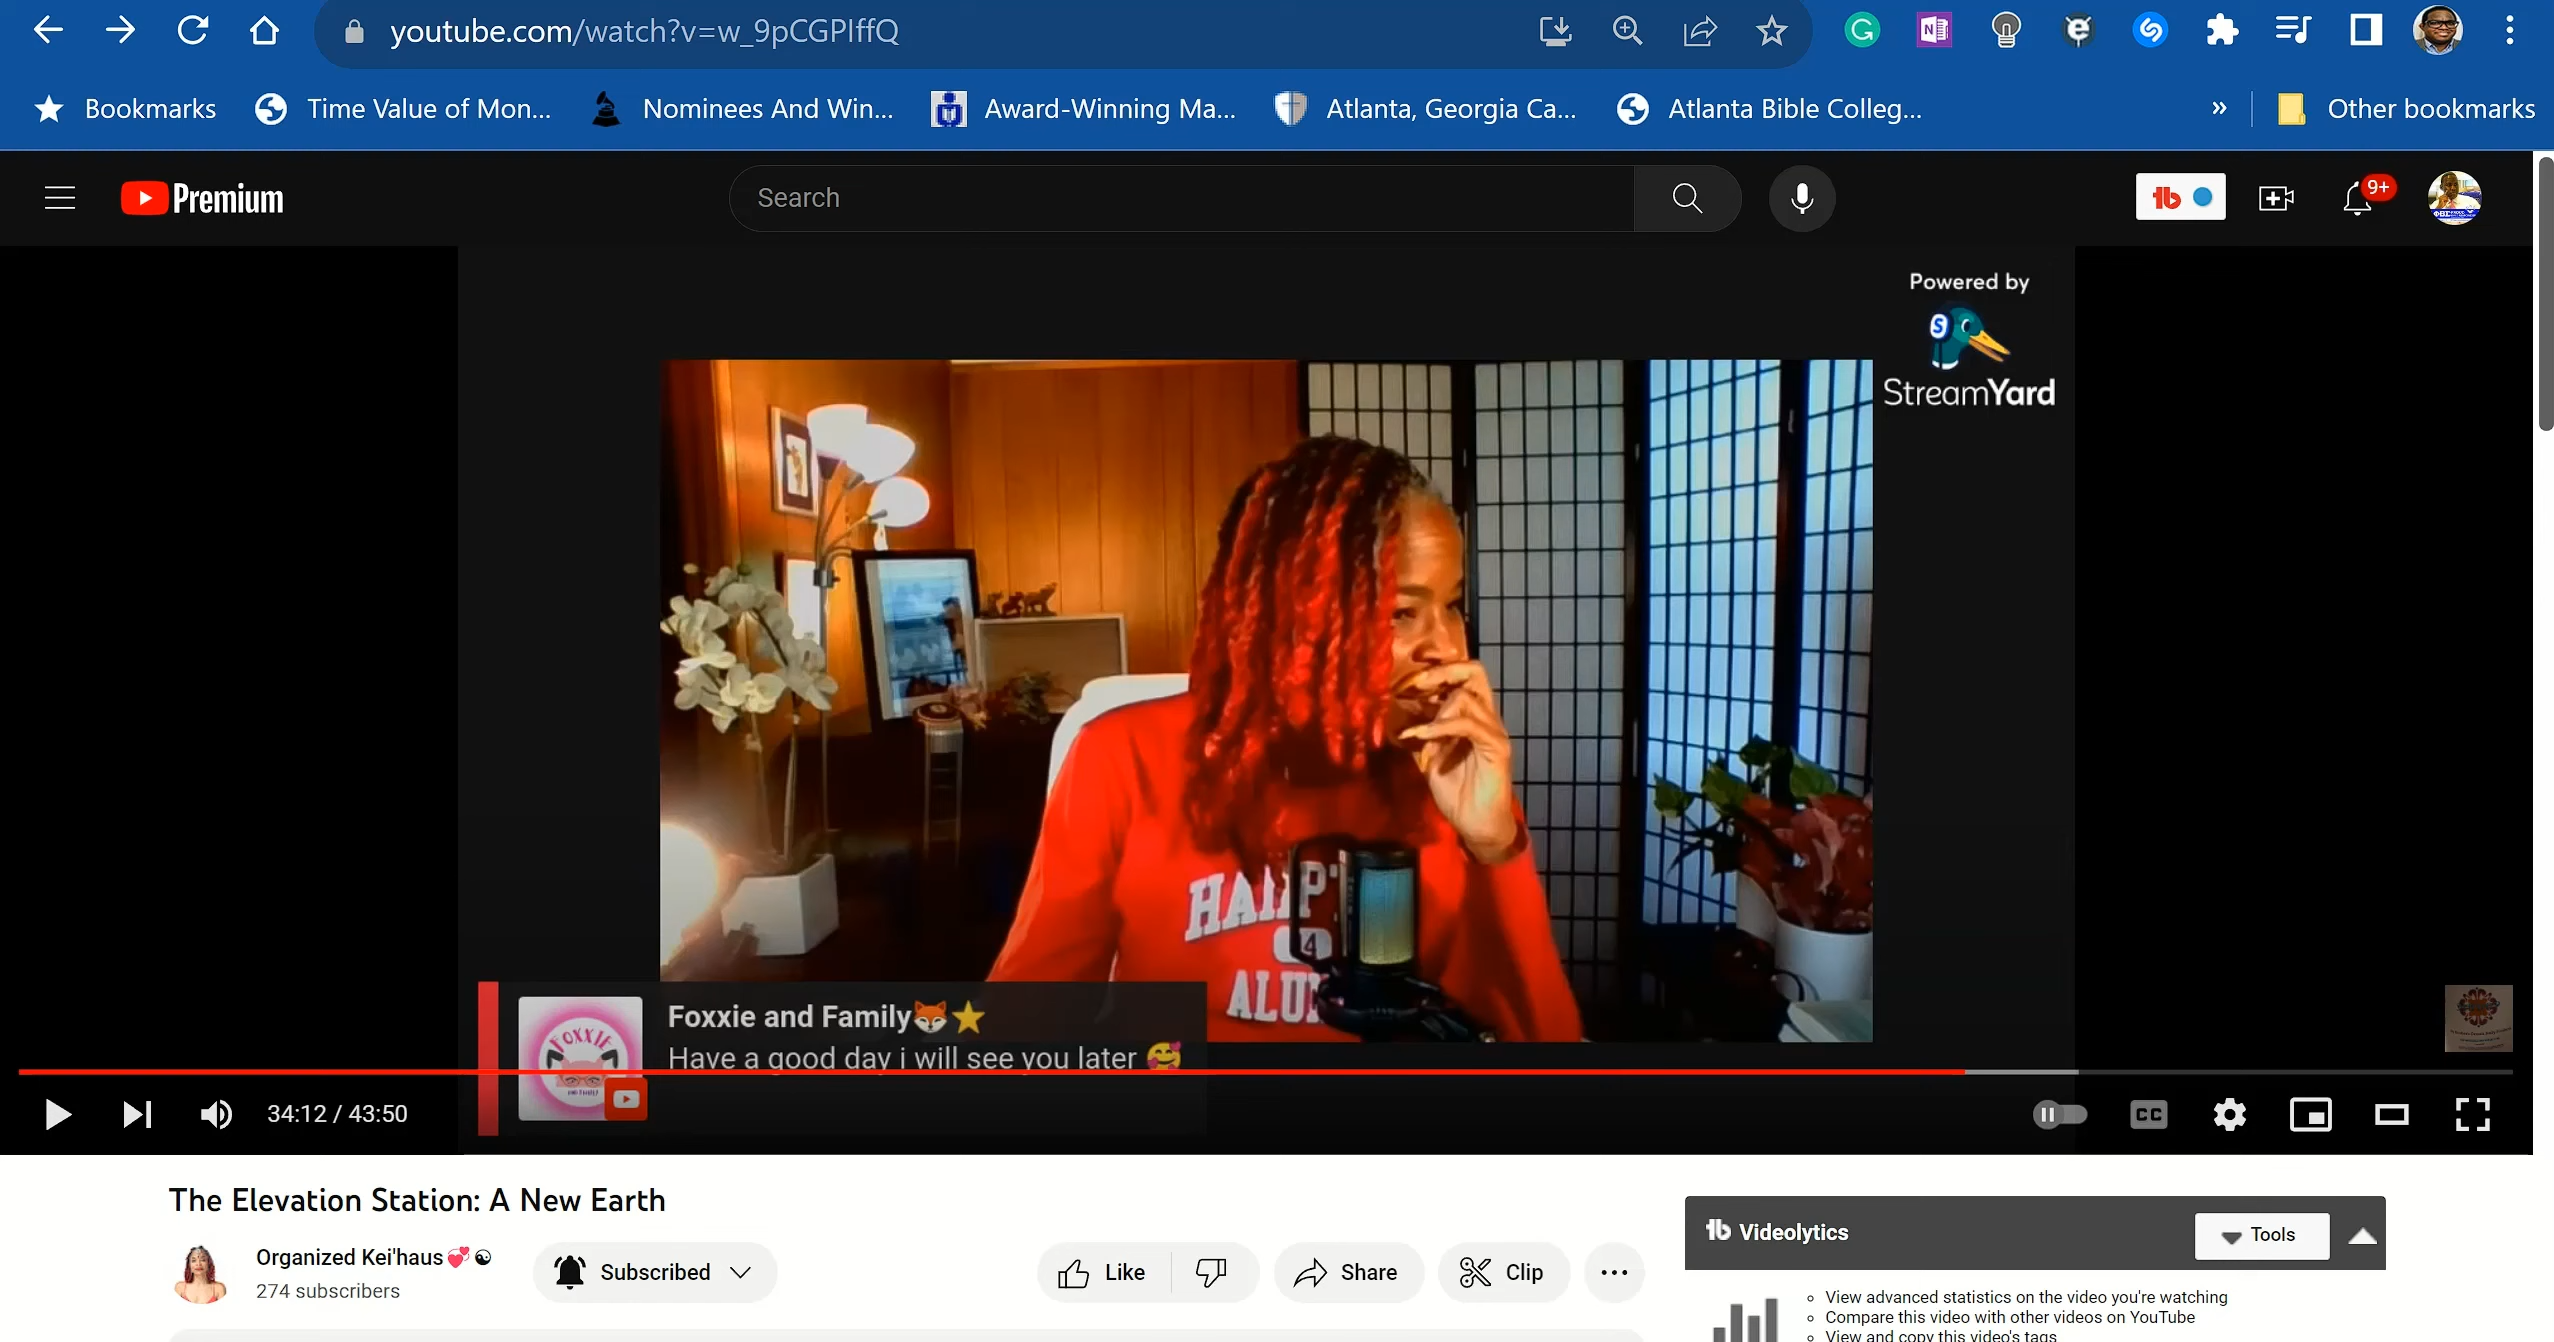 youtube.com/watch?v=w_9pCGPIffQ
Bookmarks
Time Value of Mon...
Nominees And Win...
Award-Winning Ma...
Atlanta, Georgia Ca...
Atlanta Bible Colleg...
»
Other bookmarks
Premium
Search
9+
Powered by
StreamYard
4
ALU
FOXXIE
Foxxie and Family🦊⭐
Have a good day i will see you later 🥰
34:12 / 43:50
CC
The Elevation Station: A New Earth
Organized Kei'haus💞☯
274 subscribers
Subscribed
Like
Share
Clip
Videolytics
Tools
View advanced statistics on the video you're watching
Compare this video with other videos on YouTube
View and copy this video's tags